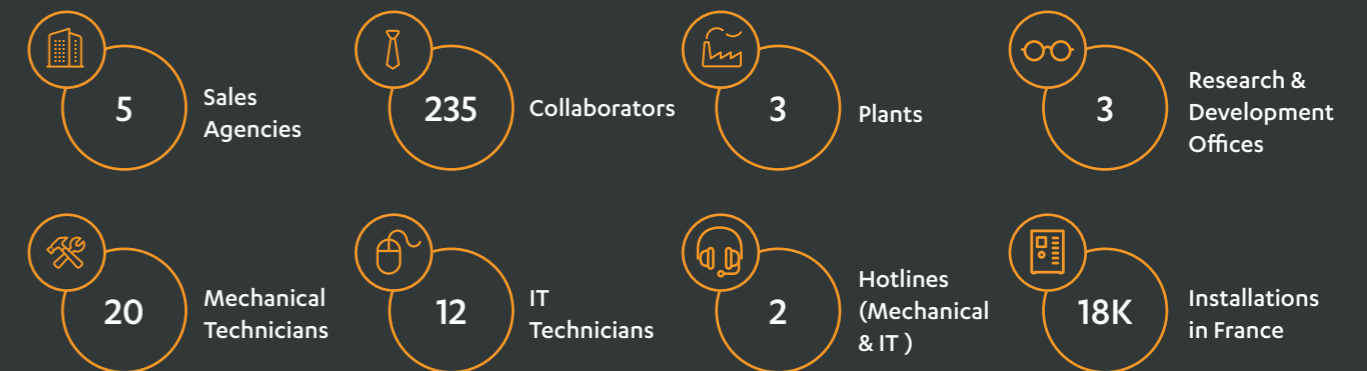 5
Sales
Agencies
235
Collaborators
3
Plants
3
Research &
Development
Offices
20
Mechanical
Technicians
12
IT
Technicians
2
Hotlines
(Mechanical
& IT )
18K
Installations
in France